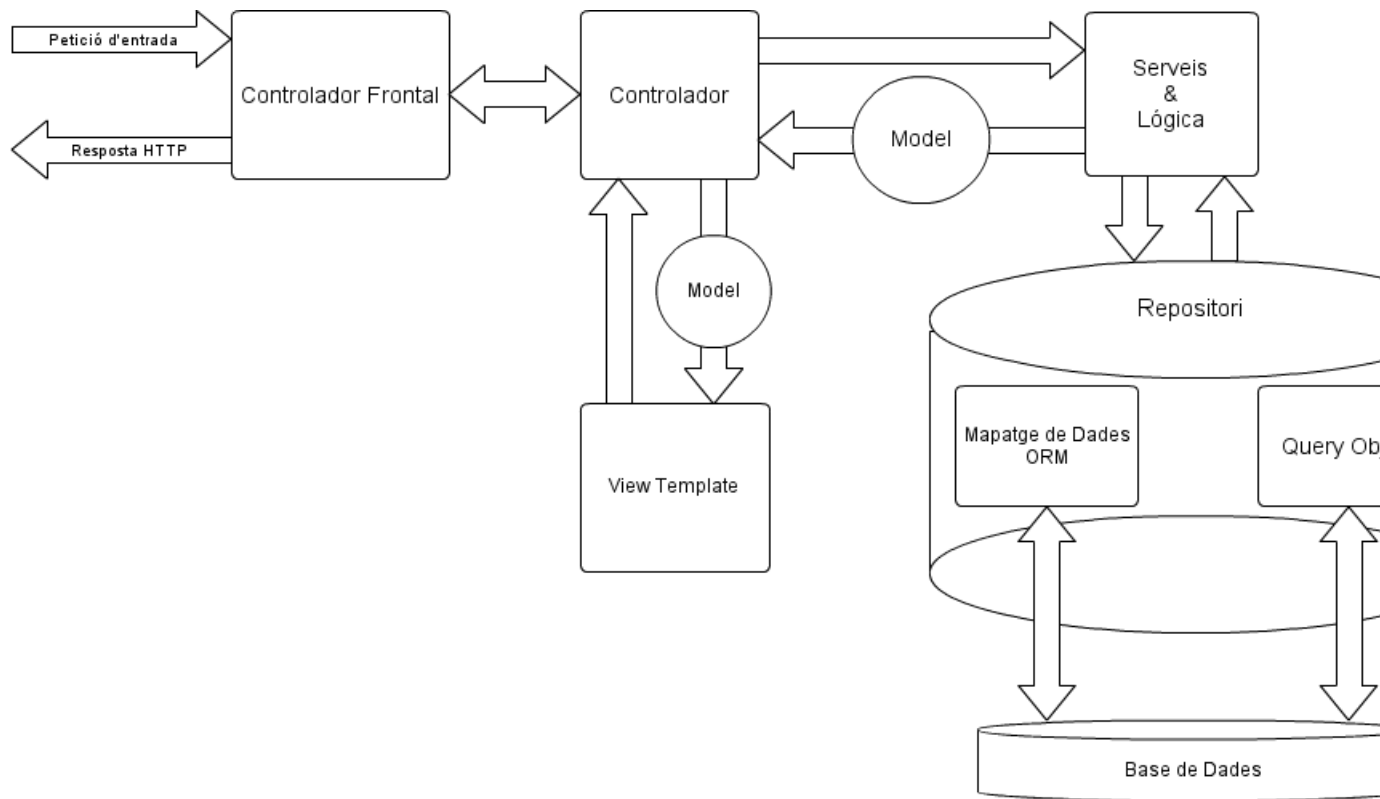 Petició d'entrada
Controlador Frontal
Resposta HTTP
Controlador
Model
Serveis
&
Lógica
Model
Repositori
Mapatge de Dades
ORM
Query
View Template
Base de Dades